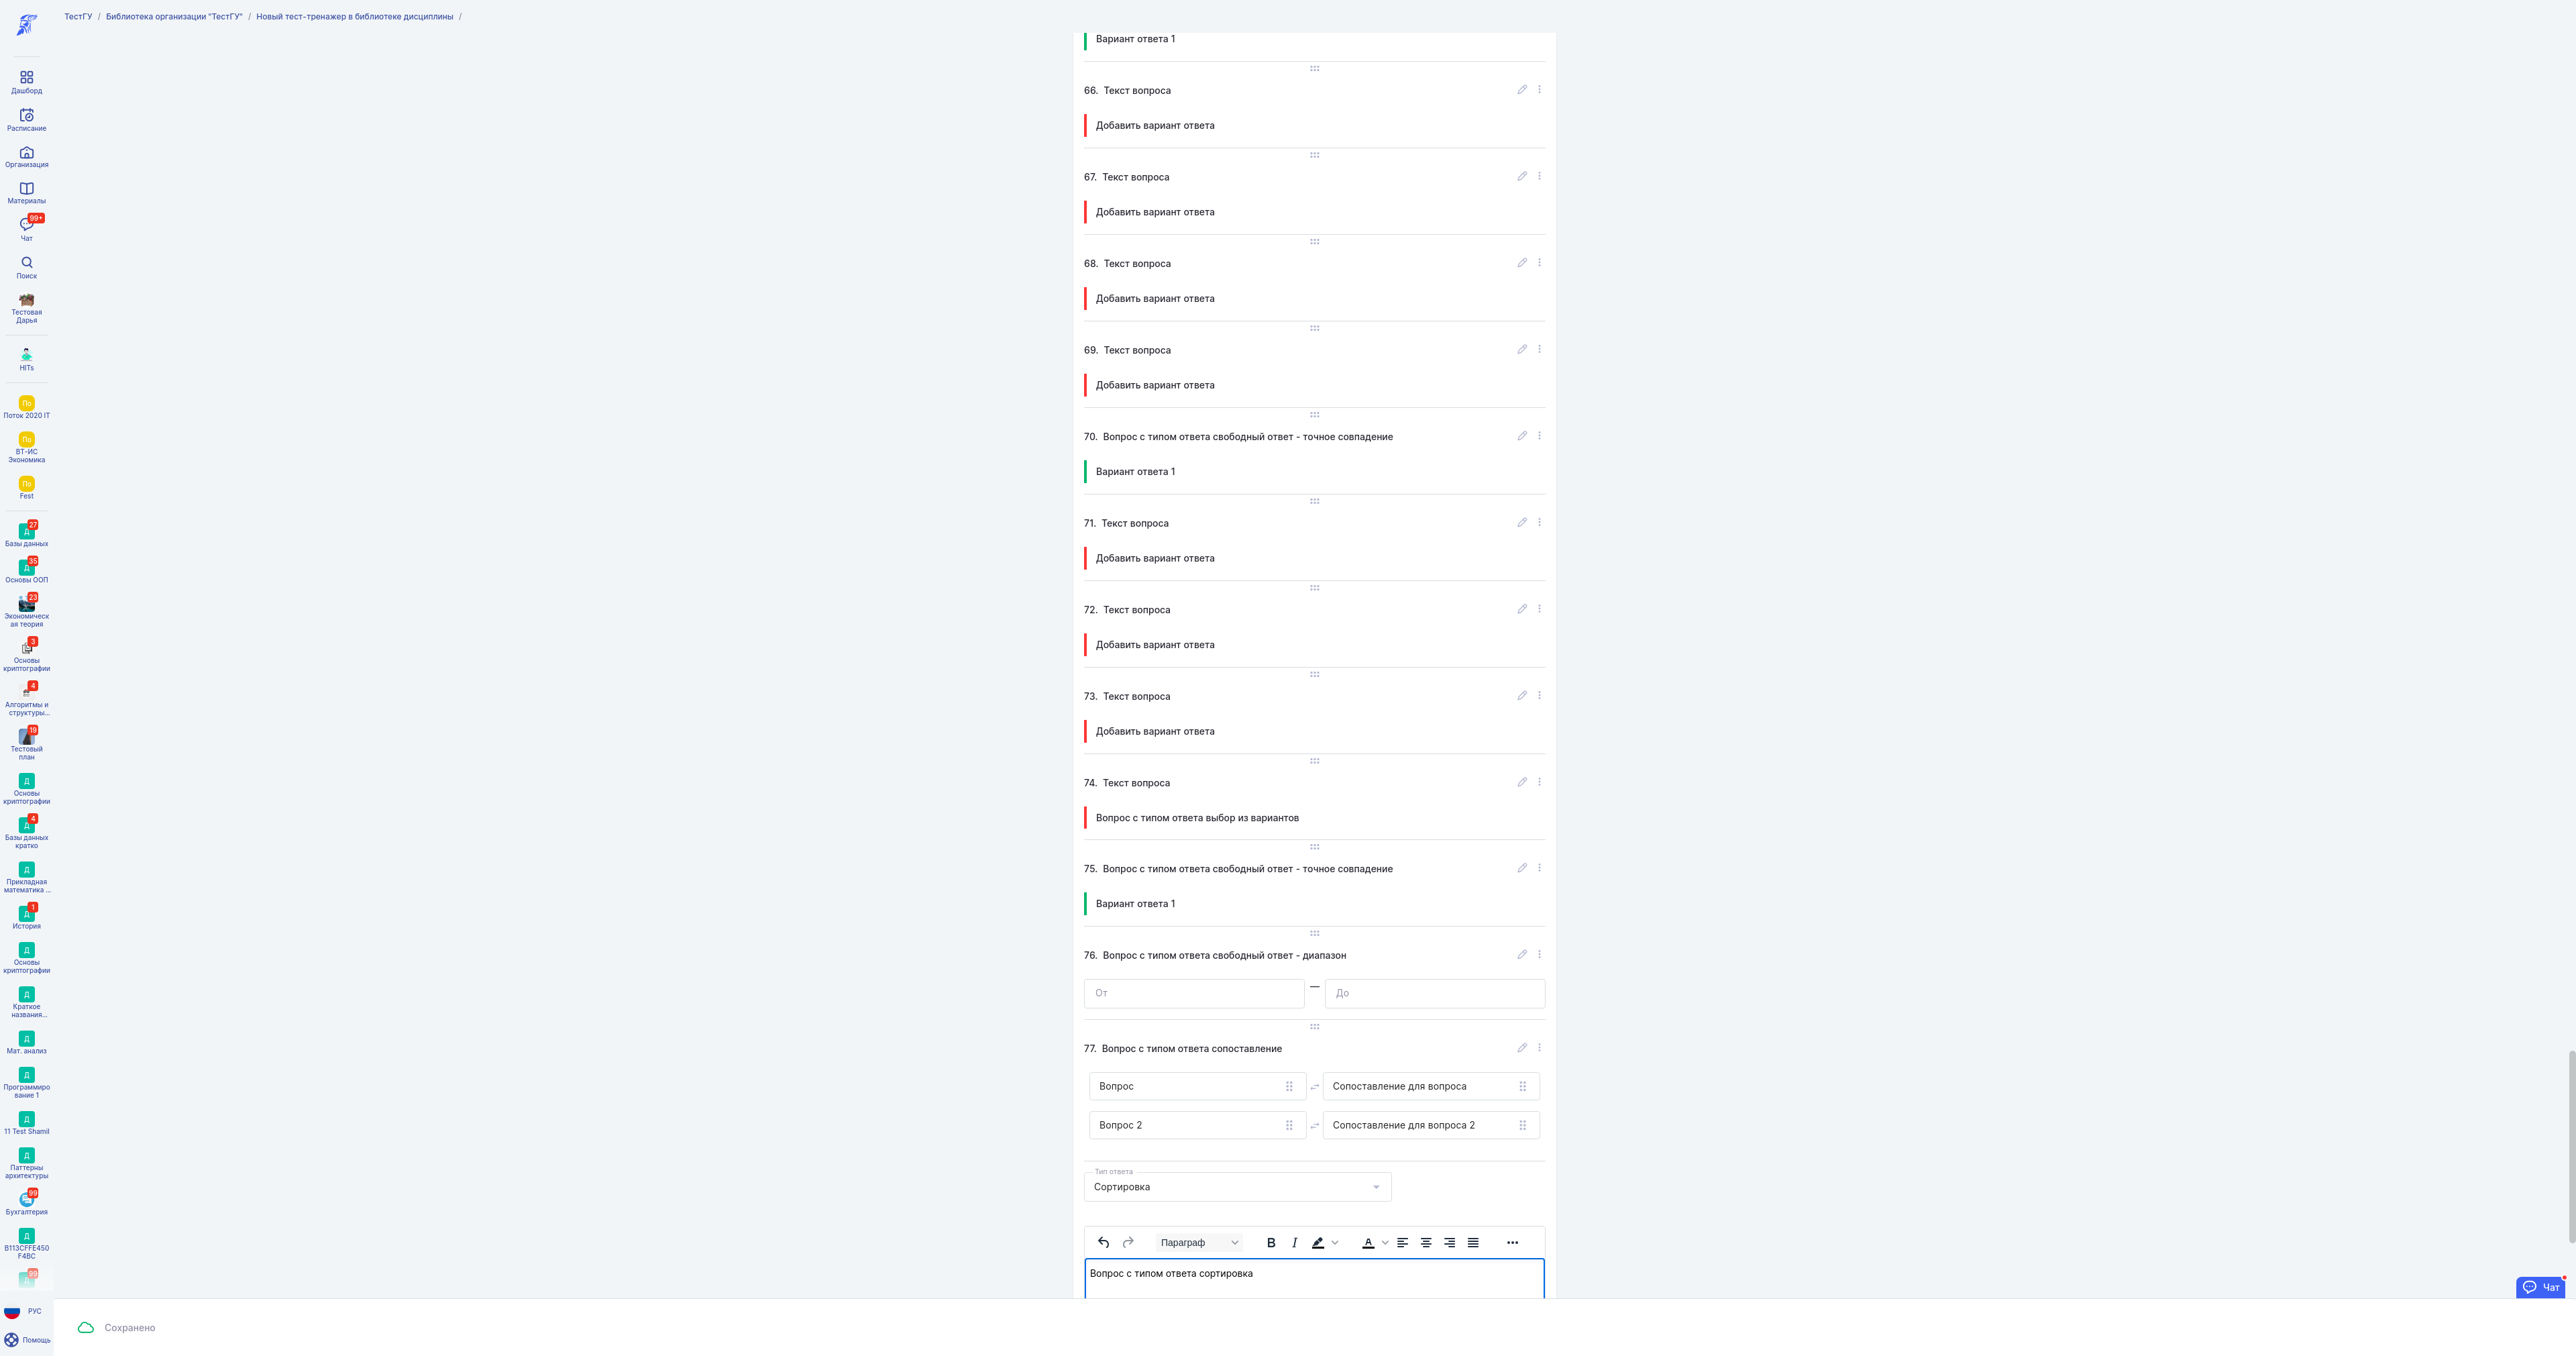 ТестГУ / Библиотека организации "ТестГУ" / Новый тест-тренажер в библиотеке дисциплины /
Дашборд
Расписание
Организация
Материалы
99+
Чат
Поиск
Тестовая
Дарья
HITs
По
Поток 2020 IT
По
ВТ-ИС
Экономика
По
Fest
27
Д
Базы данных
35
Д
Основы ООП
23
Экономическ
ая теория
3
Основы
криптографии
4
Алгоритмы и
структуры...
19
Тестовый
план
Д
Основы
криптографии
4
Д
Базы данных
кратко
Д
Прикладная
математика ...
1
Д
История
Д
Основы
криптографии
Д
Краткое
названия...
Д
Мат. анализ
Д
Программиро
вание 1
Д
11 Test Shamil
Д
Паттерны
архитектуры
99
Бухгалтерия
Д
B113CFFE450
F4BC
99
Д
РУС
Помощь
Вариант ответа 1
66. Текст вопроса
Добавить вариант ответа
67. Текст вопроса
Добавить вариант ответа
68. Текст вопроса
Добавить вариант ответа
69. Текст вопроса
Добавить вариант ответа
70. Вопрос с типом ответа свободный ответ - точное совпадение
Вариант ответа 1
71. Текст вопроса
Добавить вариант ответа
72. Текст вопроса
Добавить вариант ответа
73. Текст вопроса
Добавить вариант ответа
74. Текст вопроса
Вопрос с типом ответа выбор из вариантов
75. Вопрос с типом ответа свободный ответ - точное совпадение
Вариант ответа 1
76. Вопрос с типом ответа свободный ответ - диапазон
От — До
77. Вопрос с типом ответа сопоставление
Вопрос Сопоставление для вопроса
Вопрос 2 Сопоставление для вопроса 2
Тип ответа
Сортировка
Параграф B I A
Вопрос с типом ответа сортировка
Чат
Сохранено